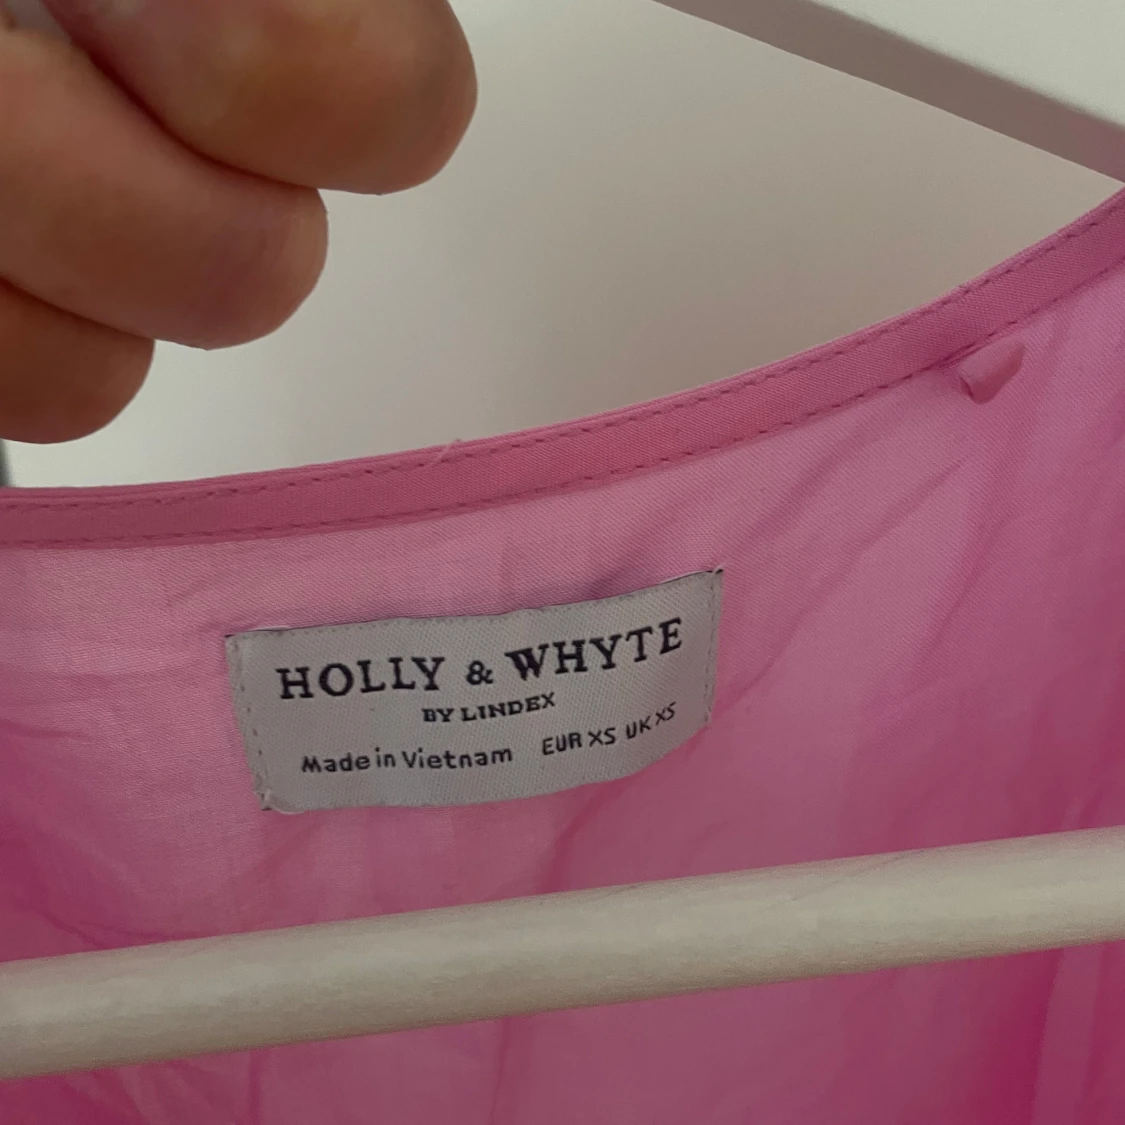 HOLLY & WHYTE
BY LINDEX
Made in Vietnam EUR XS UK XS